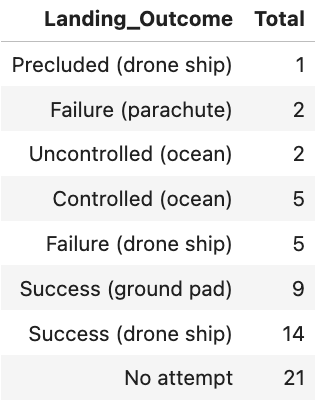 Landing_Outcome Total
Precluded (drone ship) 1
Failure (parachute) 2
Uncontrolled (ocean) 2
Controlled (ocean) 5
Failure (drone ship) 5
Success (ground pad) 9
Success (drone ship) 14
No attempt 21